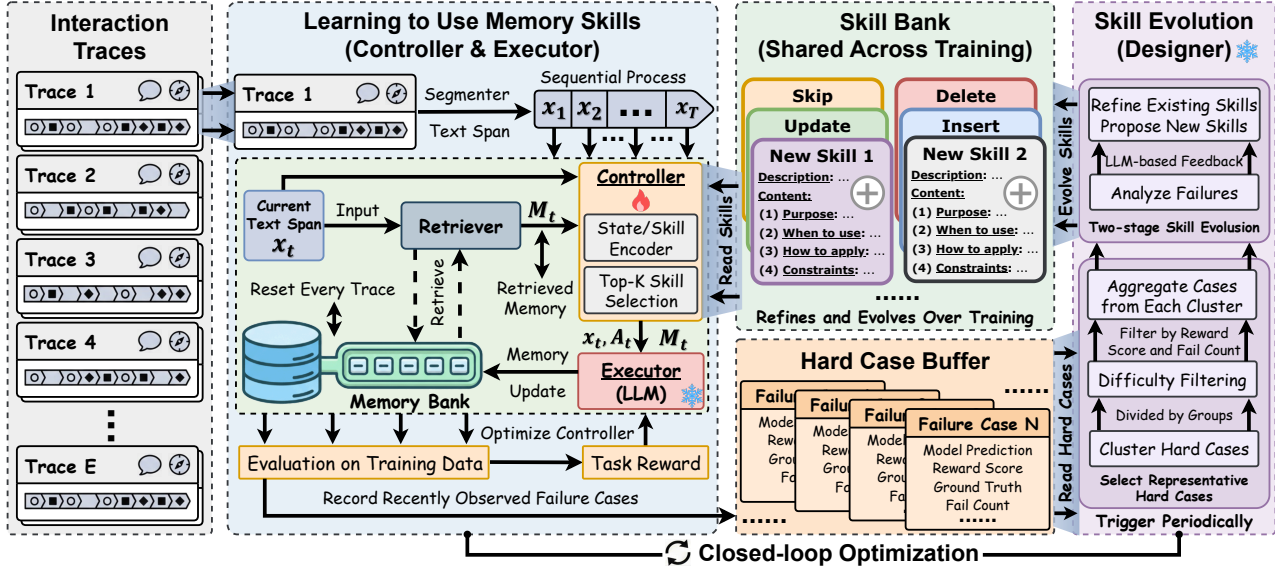 Interaction
Traces
Trace 1
Trace 2
Trace 3
Trace 4
Trace E
Learning to Use Memory Skills
(Controller & Executor)
Trace 1
Segmenter
Text Span
Sequential Process
x₁ x₂ ... x_T
Current
Text Span
x_t
Input
Retriever
M_t
Retrieved
Memory
Retrieve
Reset Every Trace
Controller
State/Skill
Encoder
Top-K Skill
Selection
x_t, A_t M_t
Executor
(LLM)
Memory
Update
Memory Bank
Optimize Controller
Evaluation on Training Data
Task Reward
Record Recently Observed Failure Cases
Read Skills
Skill Bank
(Shared Across Training)
Skip
Update
New Skill 1
Description: ...
Content:
(1) Purpose: ...
(2) When to use: ...
(3) How to apply: ...
(4) Constraints: ...
Delete
Insert
New Skill 2
Description: ...
Content:
(1) Purpose: ...
(2) When to use: ...
(3) How to apply: ...
(4) Constraints: ...
......
Refines and Evolves Over Training
Evolve Skills
Hard Case Buffer
......
Failure Case N
Model Prediction
Reward Score
Ground Truth
Fail Count
......
......
Read Hard Cases
Skill Evolution
(Designer)
Refine Existing Skills
Propose New Skills
LLM-based Feedback
Analyze Failures
Two-stage Skill Evolusion
Aggregate Cases
from Each Cluster
Filter by Reward
Score and Fail Count
Difficulty Filtering
Divided by Groups
Cluster Hard Cases
Select Representative
Hard Cases
Trigger Periodically
Closed-loop Optimization